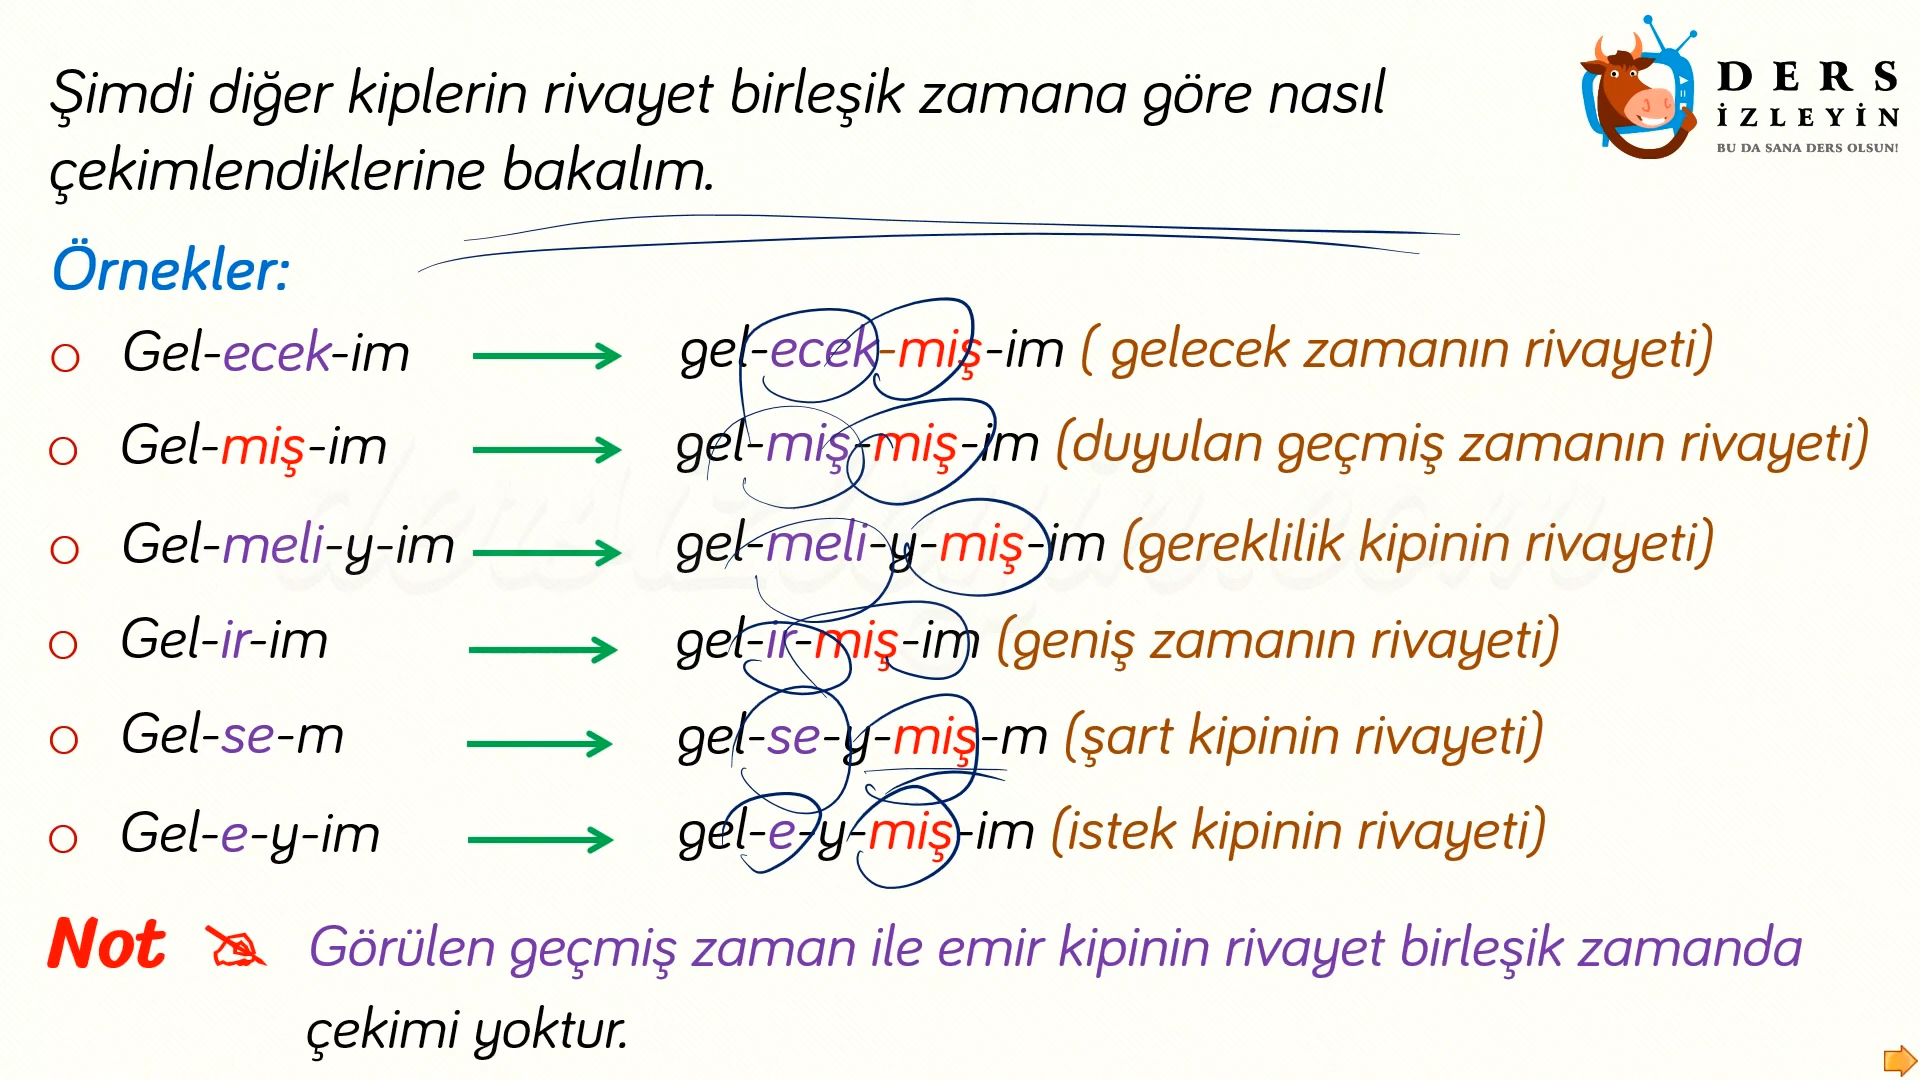 Şimdi diğer kiplerin rivayet birleşik zamana göre nasıl
çekimlendiklerine bakalım.
DERS
İZLEYİN
BU DA SANA DERS OLSUN!
Örnekler:
Gel-ecek-im gel-ecek-miş-im ( gelecek zamanın rivayeti)
Gel-miş-im gel-miş-miş-im (duyulan geçmiş zamanın rivayeti)
Gel-meli-y-im gel-meli-y-miş-im (gereklilik kipinin rivayeti)
Gel-ir-im gel-ir-miş-im (geniş zamanın rivayeti)
Gel-se-m gel-se-y-miş-m (şart kipinin rivayeti)
Gel-e-y-im gel-e-y-miş-im (istek kipinin rivayeti)
Not Görülen geçmiş zaman ile emir kipinin rivayet birleşik zamanda
çekimi yoktur.